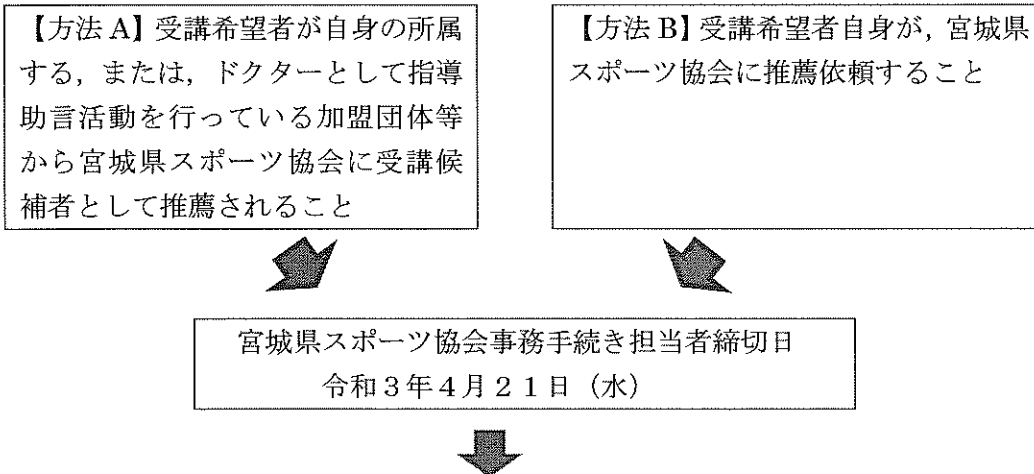 【方法A】受講希望者が自身の所属
する，または，ドクターとして指導
助言活動を行っている加盟団体等
から宮城県スポーツ協会に受講候
補者として推薦されること
【方法B】受講希望者自身が，宮城県
スポーツ協会に推薦依頼すること
宮城県スポーツ協会事務手続き担当者締切日
令和３年４月２１日（水）